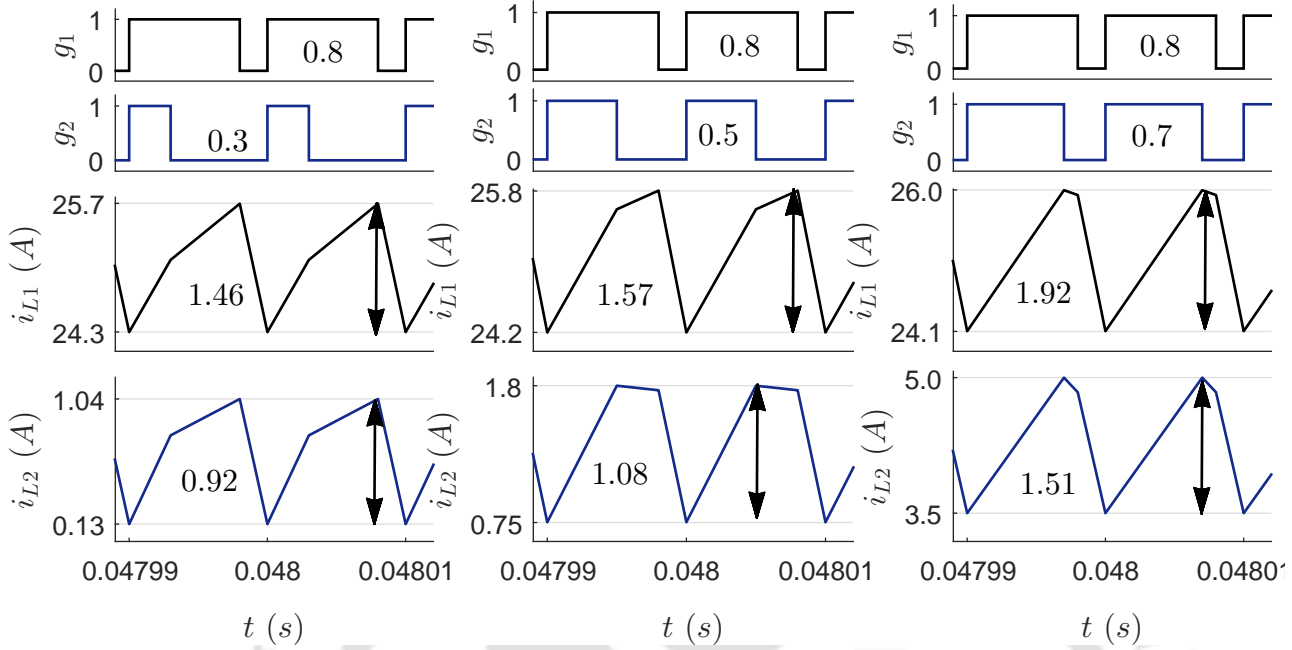 g1 1 0 0.8
g2 1 0 0.3
iL1 (A) 25.7 24.3 1.46
iL2 (A) 1.04 0.13 0.92
0.04799 0.048 0.04801
t (s)
g1 1 0 0.8
g2 1 0 0.5
iL1 (A) 25.8 24.2 1.57
iL2 (A) 1.8 0.75 1.08
0.04799 0.048 0.04801
t (s)
g1 1 0 0.8
g2 1 0 0.7
iL1 (A) 26.0 24.1 1.92
iL2 (A) 5.0 3.5 1.51
0.04799 0.048 0.04801
t (s)